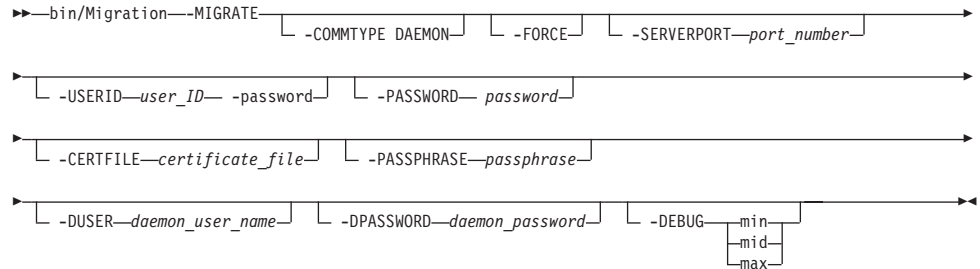 bin/Migration -MIGRATE
-COMMTYPE DAEMON -FORCE -SERVERPORT port_number
-USERID user_ID -password -PASSWORD password
-CERTFILE certificate_file -PASSPHRASE passphrase
-DUSER daemon_user_name -DPASSWORD daemon_password -DEBUG min
mid
max